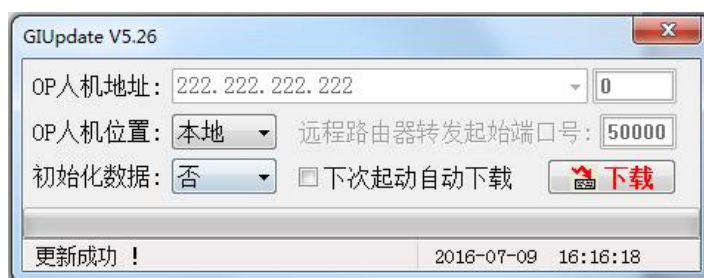 GIUpdate V5.26
OP人机地址: 222.222.222.222 0
OP人机位置: 本地 远程路由器转发起始端口号: 50000
初始化数据: 否 下次起动自动下载 下载
更新成功 ! 2016-07-09 16:16:18